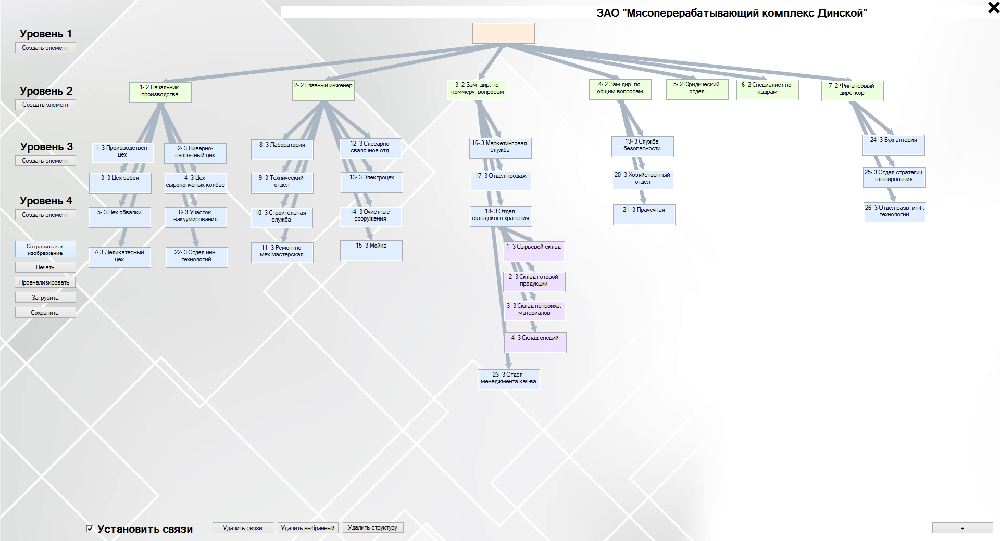 ЗАО "Мясоперерабатывающий комплекс Динской"
Уровень 1
Создать элемент
Уровень 2
Создать элемент
1- 2 Начальник
производства
2- 2 Главный инженер
3- 2 Зам. дир. по
коммерч. вопросам
4- 2 Зам дир. по
общим вопросам
5- 2 Юридический
отдел
6- 2 Специалист по
кадрам
7- 2 Финансовый
диреткор
Уровень 3
Создать элемент
1- 3 Производствен.
цех
2- 3 Ливерно-
паштетный цех
8- 3 Лаборатория
12- 3 Слесарно-
свалочное отд.
16- 3 Маркетинговая
служба
19- 3 Служба
безопасности
24- 3 Бухгалтерия
3- 3 Цех забоя
4- 3 Цех
сырокопченых колбас
9- 3 Технический
отдел
13- 3 Электроцех
17- 3 Отдел продаж
20- 3 Хозяйственный
отдел
25- 3 Отдел стратегич.
планирования
Уровень 4
Создать элемент
5- 3 Цех обвалки
6- 3 Участок
вакуумирования
10- 3 Строительная
служба
14- 3 Очистные
сооружения
18- 3 Отдел
складского хранения
21- 3 Прачечная
26- 3 Отдел разв. инф.
технологий
7- 3 Деликатесный
цех
22- 3 Отдел инн.
технологий
11- 3 Ремонтно-
мех.мастерская
15- 3 Мойка
1- 3 Сырьевой склад
2- 3 Склад готовой
продукции
3- 3 Склад непроихв.
материалов
4- 3 Склад специй
23- 3 Отдел
менеджмента кач-ва
Сохранить как
изображение
Печать
Проанализировать
Загрузить
Сохранить
Установить связи
Удалить связи
Удалить выбранный
Удалить структуру
+